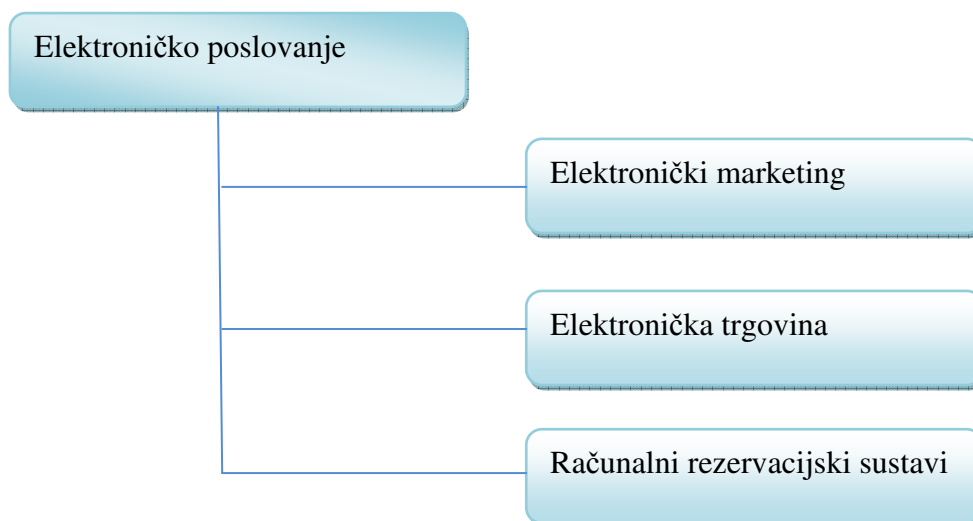 Elektroničko poslovanje
Elektronički marketing
Elektronička trgovina
Računalni rezervacijski sustavi